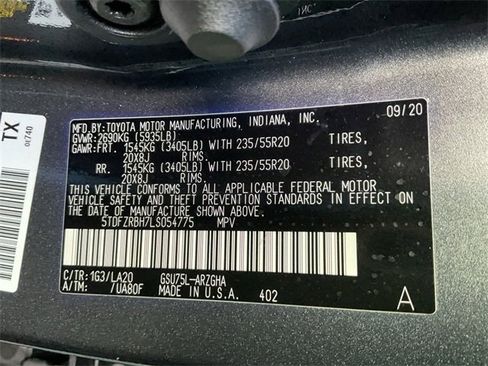 MFD.BY:TOYOTA MOTOR MANUFACTURING, INDIANA, INC. 09/20
GVWR:2690KG (5935LB)
GAWR:FRT. 1545KG (3405LB) WITH 235/55R20 TIRES,
20X8J RIMS.
RR. 1545KG (3405LB) WITH 235/55R20 TIRES,
20X8J RIMS.
THIS VEHICLE CONFORMS TO ALL APPLICABLE FEDERAL MOTOR
VEHICLE SAFETY AND THEFT PREVENTION STANDARDS IN EFFECT
ON THE DATE OF MANUFACTURE SHOWN ABOVE.
5TDFZRBH7LS054775 MPV
C/TR:1G3/LA20 GSU75L-ARZGHA
A/TM: /UA80F MADE IN U.S.A. 402 A
TX